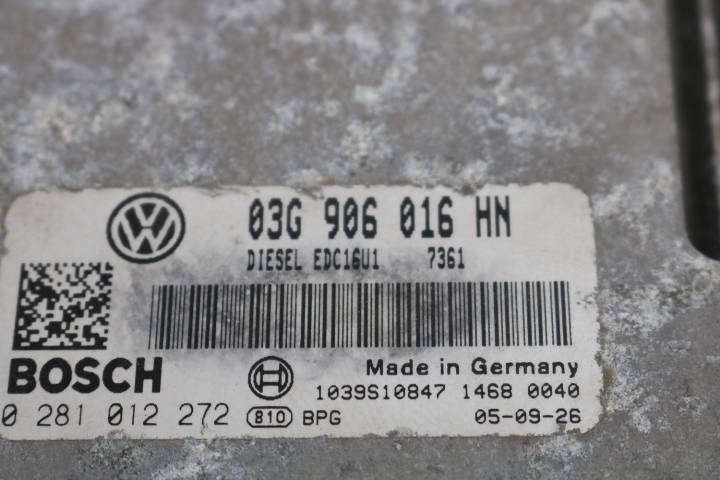 03G 906 016 HN
DIESEL EDC16U1 7361
BOSCH
Made in Germany
1039S10847 1468 0040
0 281 012 272 810 BPG 05-09-26